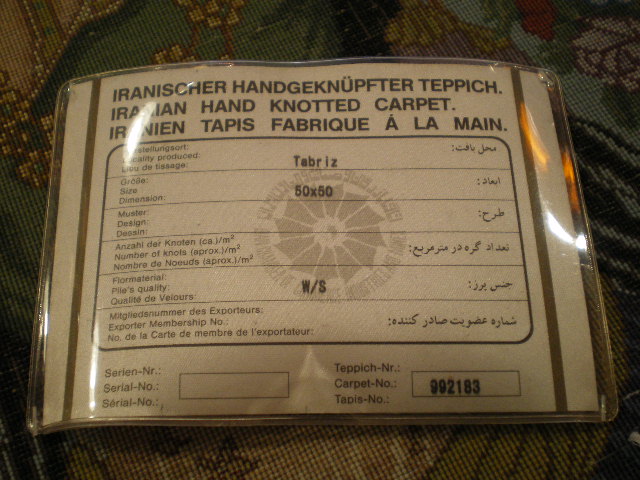 IRANISCHER HANDGEKNÜPFTER TEPPICH.
IRANIAN HAND KNOTTED CARPET.
IRANIEN TAPIS FABRIQUE Á LA MAIN.
Herstellungsort:
Locality produced:
Lieu de tissage:
Tabriz
محل بافت:
Größe:
Size
Dimension:
50x50
ابعاد:
Muster:
Design:
Dessin:
طرح:
Anzahl der Knoten (ca.)/m²
Number of knots (aprox.)/m²
Nombre de Noeuds (aprox.)/m²
تعداد گره در مترمربع:
Flormaterial:
Pile's quality:
Qualité de Velours:
W/S
جنس پرز:
Mitgliedsnummer des Exporteurs:
Exporter Membership No.:
No. de la Carte de membre de l'exportateur:
شماره عضویت صادر کننده:
Serien-Nr.:
Serial-No.:
Sérial-No.:
Teppich-Nr.:
Carpet-No.:
Tapis-No.:
992183